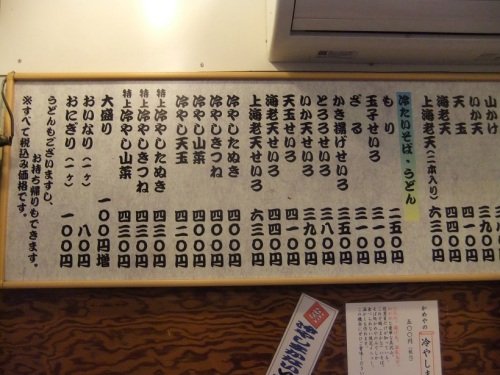 山かけ
いか天 三九〇円
天玉 四一〇円
海老天 四四〇円
上海老天(二本入り) 六三〇円
冷たいそば・うどん
もり 二五〇円
玉子せいろ 三一〇円
ざる 三一〇円
かき揚げせいろ 三五〇円
とろろせいろ 三八〇円
いか天せいろ 三九〇円
天玉せいろ 四一〇円
海老天せいろ 四四〇円
上海老天せいろ 六三〇円
冷やしたぬき 四〇〇円
冷やしきつね 四〇〇円
冷やし山菜 四〇〇円
冷やし天玉 四二〇円
特上冷やしたぬき 四三〇円
特上冷やしきつね 四三〇円
特上冷やし山菜 四三〇円
大盛り 一〇〇円増
おいなり(一ヶ) 八〇円
おにぎり(一ヶ) 一〇〇円
うどんもございますし、
お持ち帰りもできます。
※すべて税込み価格です。
かめやの
冷やし
五〇〇円